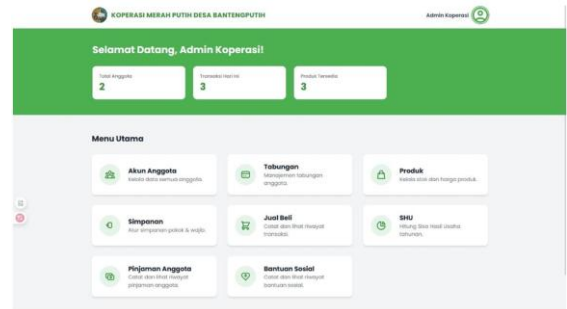 KOPERASI MERAH PUTIH DESA BANTENGPUTIH
Admin Koperasi
Selamat Datang, Admin Koperasi!
Total Anggota
2
Transaksi Hari Ini
3
Produk Tersedia
3
Menu Utama
Akun Anggota
Kelola data semua anggota.
Tabungan
Manajemen tabungan
anggota.
Produk
Kelola stok dan harga produk.
Simpanan
Atur simpanan pokok & wajib.
Jual Beli
Catat dan lihat riwayat
transaksi.
SHU
Hitung Sisa Hasil Usaha
tahunan.
Pinjaman Anggota
Catat dan lihat riwayat
pinjaman anggota.
Bantuan Sosial
Catat dan lihat riwayat
bantuan sosial.